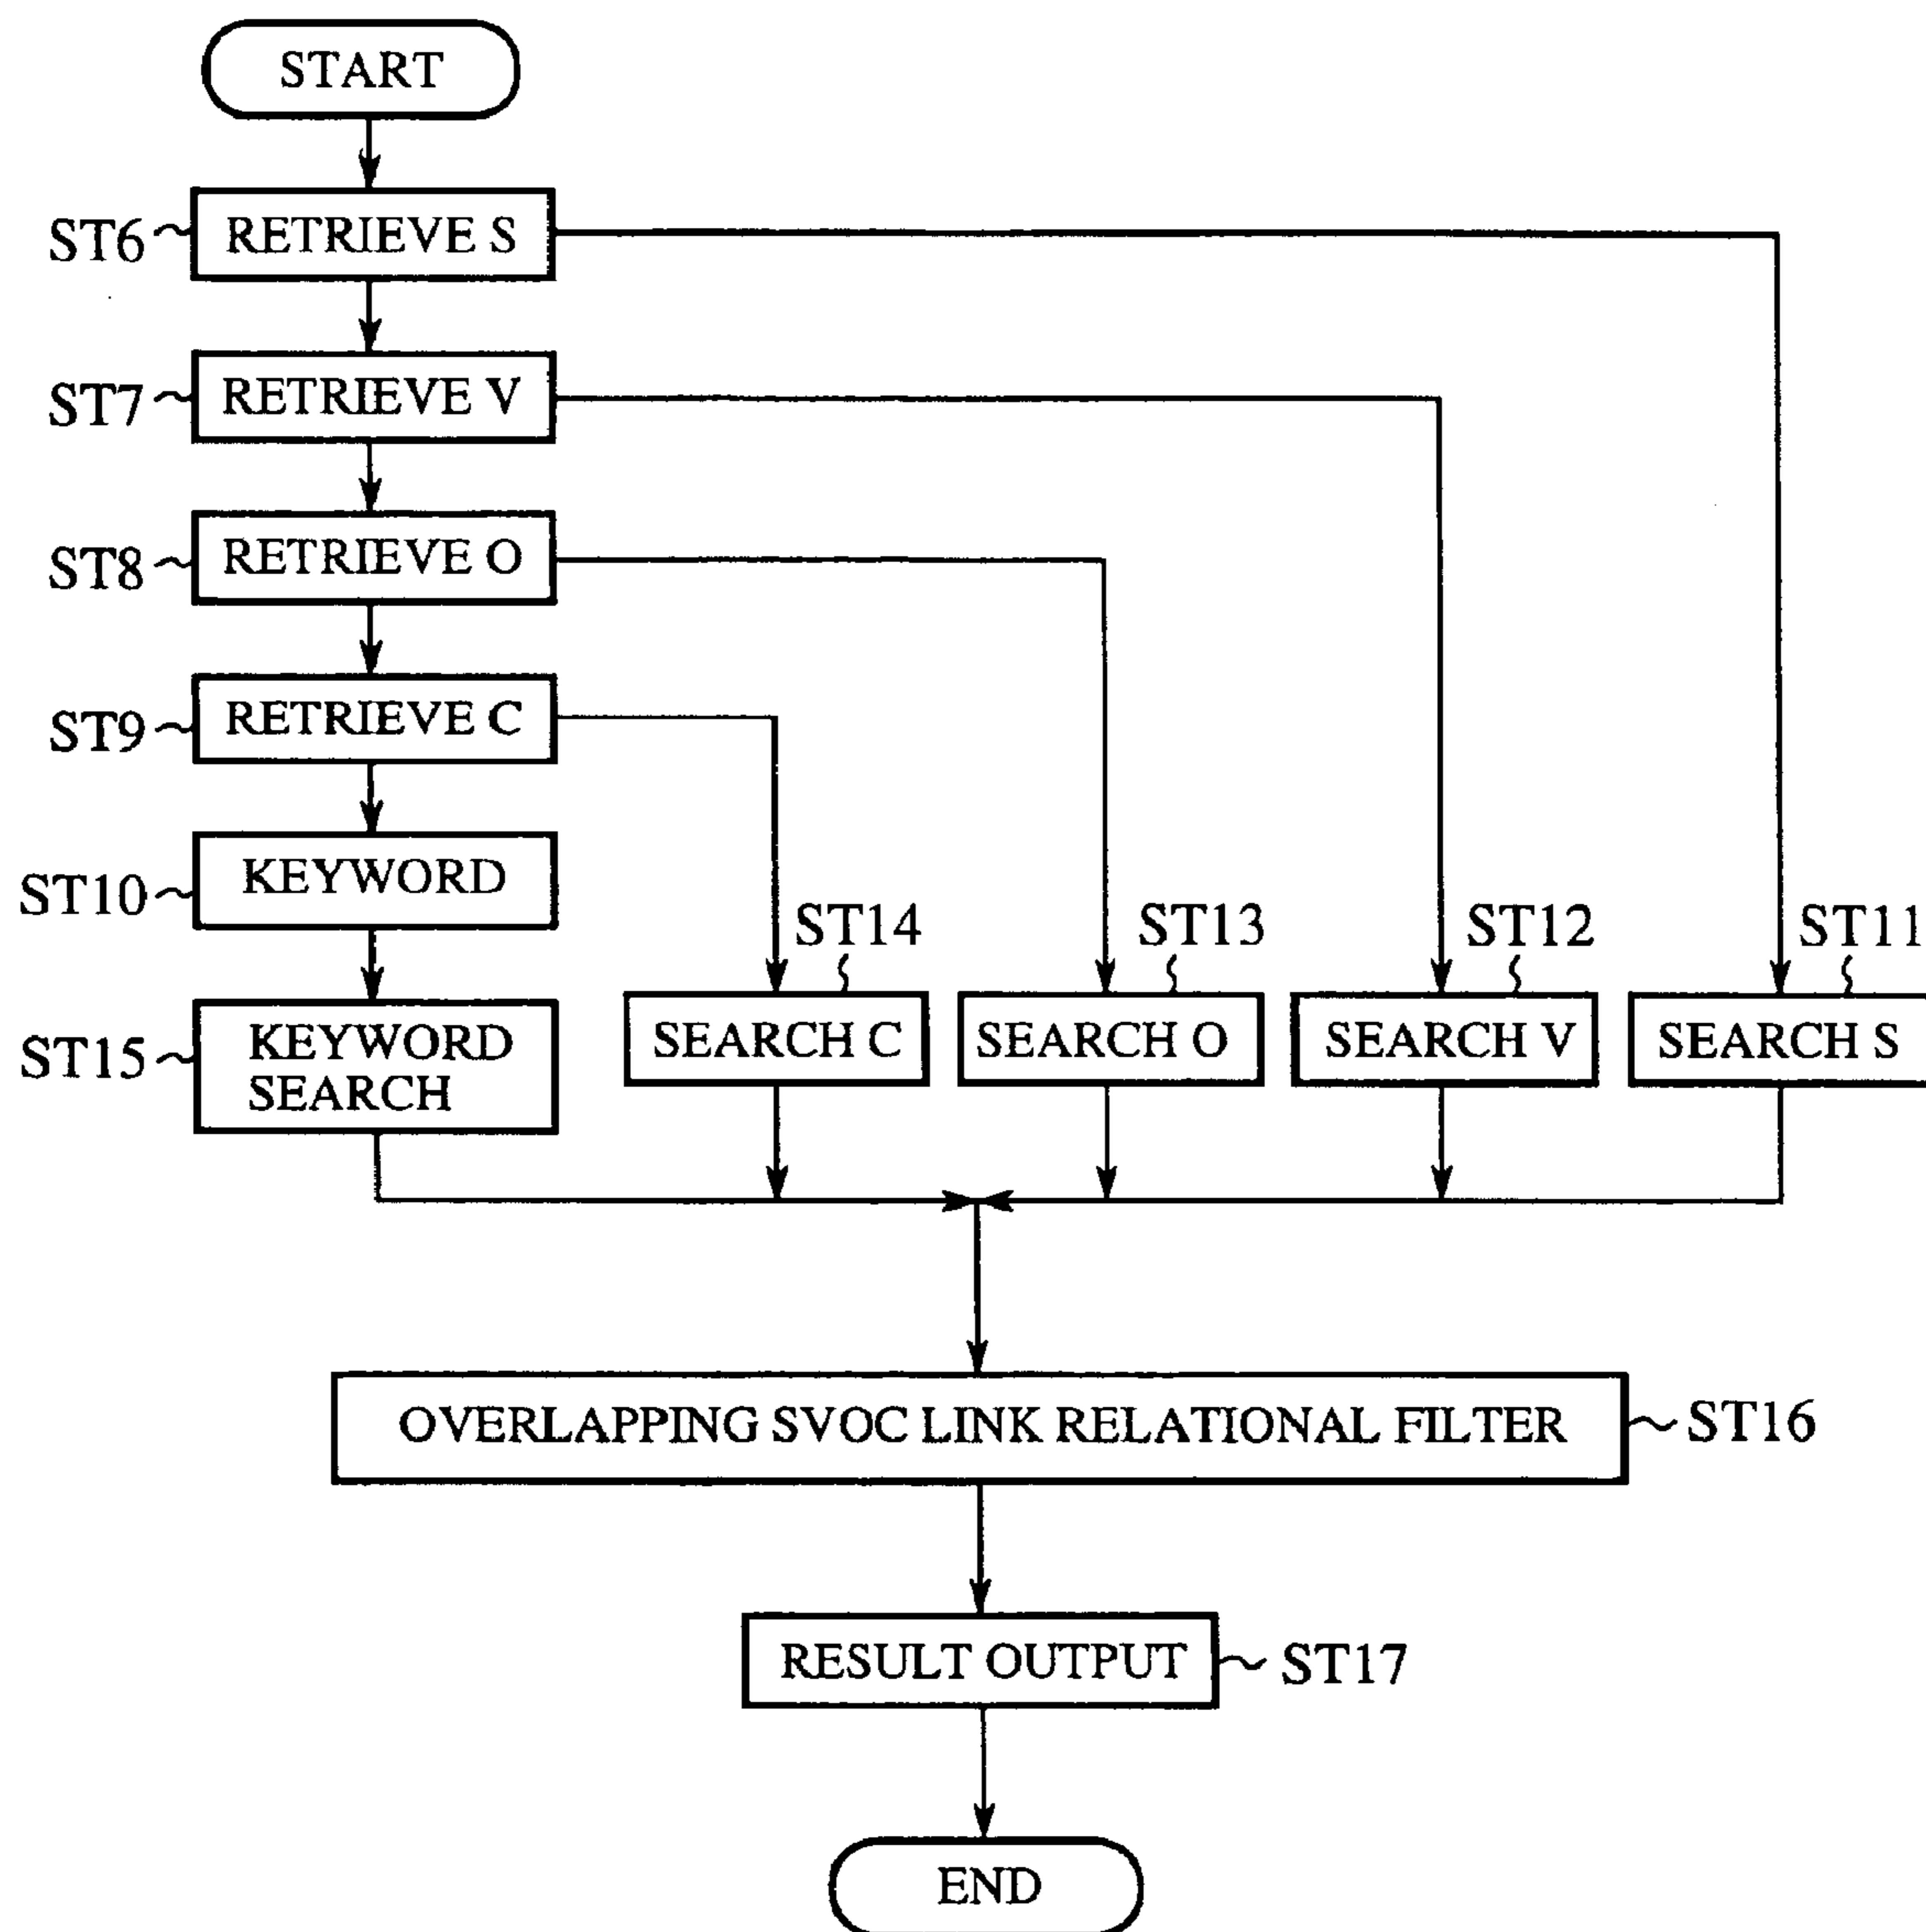 START
ST6
RETRIEVE S
ST7
RETRIEVE V
ST8
RETRIEVE O
ST9
RETRIEVE C
ST10
KEYWORD
ST14
ST13
ST12
ST11
ST15
KEYWORD
SEARCH
SEARCH C
SEARCH O
SEARCH V
SEARCH S
OVERLAPPING SVOC LINK RELATIONAL FILTER
ST16
RESULT OUTPUT
ST17
END